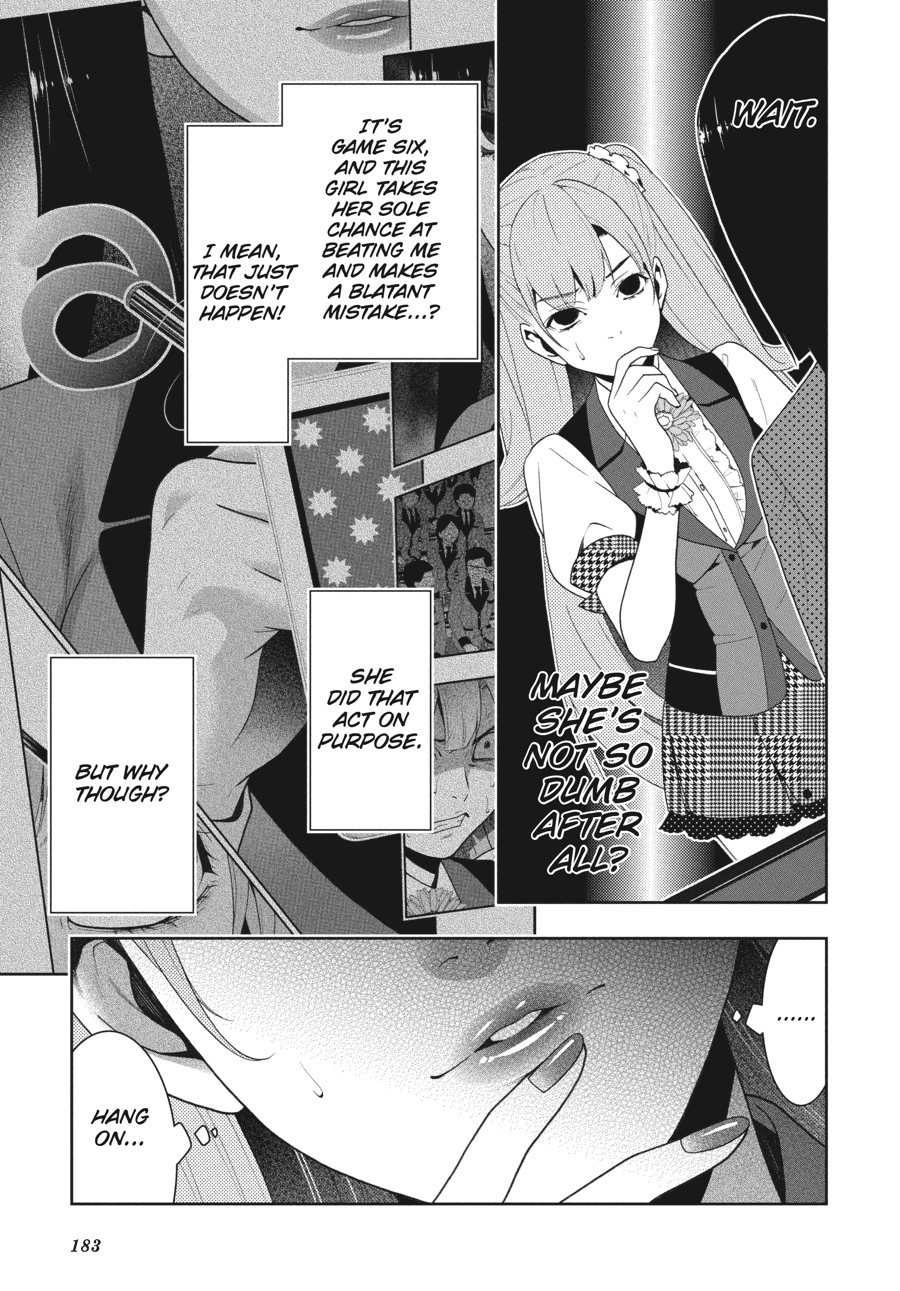 WAIT.
MAYBE
SHE'S
NOT SO
DUMB
AFTER
ALL?
IT'S
GAME SIX,
AND THIS
GIRL TAKES
HER SOLE
CHANCE AT
BEATING ME
AND MAKES
A BLATANT
MISTAKE...?
I MEAN,
THAT JUST
DOESN'T
HAPPEN!
SHE
DID THAT
ACT ON
PURPOSE.
BUT WHY
THOUGH?
......
HANG
ON...
183